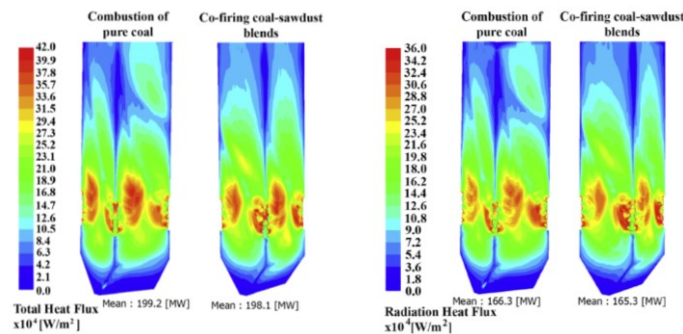 Combustion of
pure coal
Co-firing coal-sawdust
blends
42.0
39.9
37.8
35.7
33.6
31.5
29.4
27.3
25.2
23.1
21.0
18.9
16.8
14.7
12.6
10.5
8.4
6.3
4.2
2.1
0.0
Total Heat Flux
x10⁴[W/m²]
Mean : 199.2 [MW]
Mean : 198.1 [MW]
Combustion of
pure coal
Co-firing coal-sawdust
blends
36.0
34.2
32.4
30.6
28.8
27.0
25.2
23.4
21.6
19.8
18.0
16.2
14.4
12.6
10.8
9.0
7.2
5.4
3.6
1.8
0.0
Radiation Heat Flux
x10⁴[W/m²]
Mean : 166.3 [MW]
Mean : 165.3 [MW]